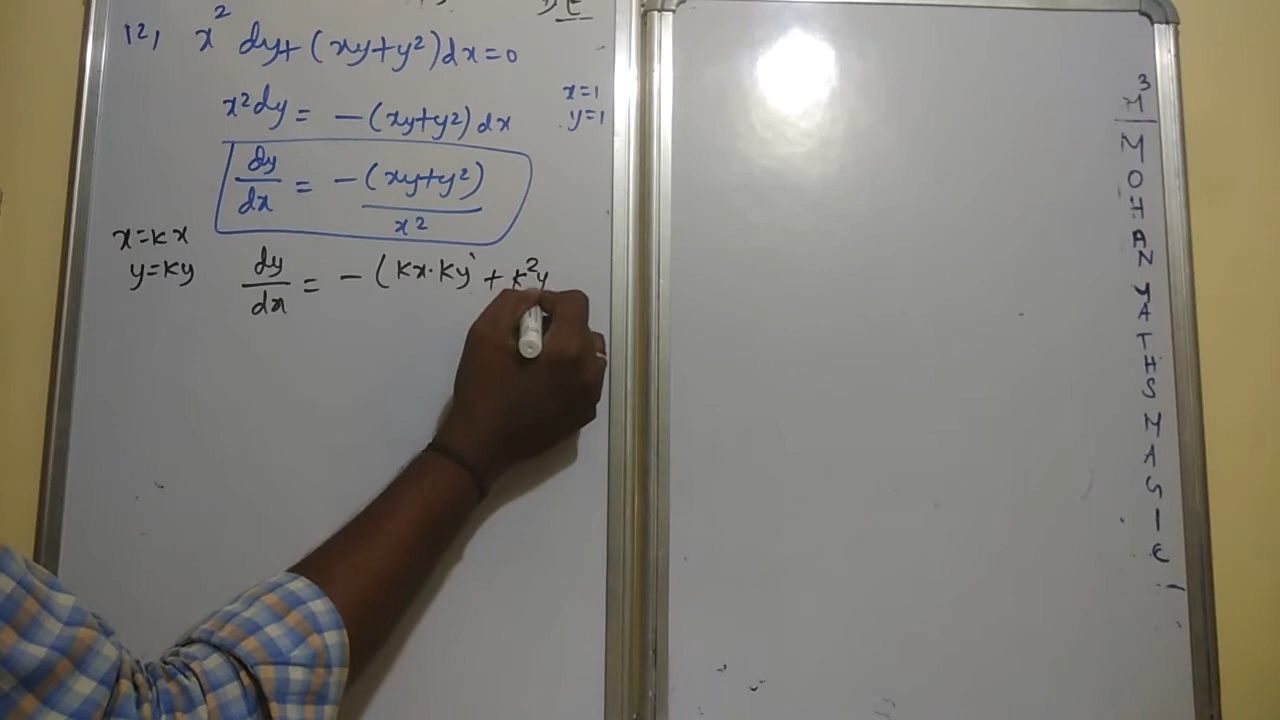 DE
12) x² dy + (xy+y²)dx=0
x²dy = -(xy+y²) dx
x=1
y=1
dy/dx = -(xy+y²)/x²
x=Kx
y=Ky
dy/dx = -(Kx·Ky + K²y
M³
MOHAN
MATHS
MAGIC